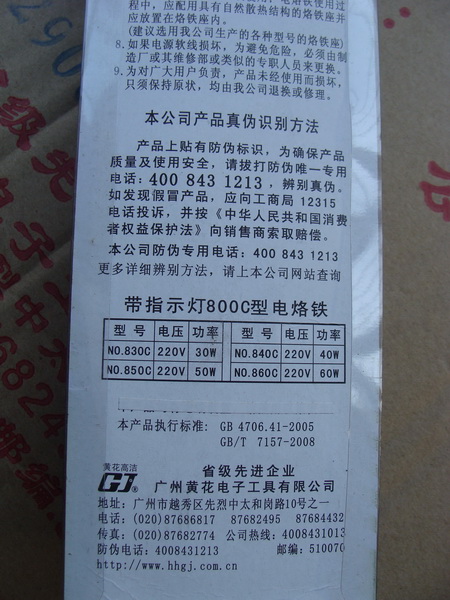 程中，应配用具有自然散热结构的烙铁座并
应放置在烙铁座内。
(建议选用我公司生产的各种型号的烙铁座)
8.如果电源软线损坏，为避免危险，必须由制
造厂或其维修部或类似的专职人员来更换。
9.为对广大用户负责，产品未经使用而损坏，
只须保持原状，均由我公司退换或修理。
本公司产品真伪识别方法
产品上贴有防伪标识，为确保产品
质量及使用安全，请拔打防伪唯一专用
电话：400 843 1213，辨别真伪。
如发现假冒产品，应向工商局 12315
电话投诉，并按《中华人民共和国消费
者权益保护法》向销售商索取赔偿。
本公司防伪专用电话：400 843 1213
更多详细辨别方法，请上本公司网站查询
带指示灯800C型电烙铁
型号 电压 功率 型号 电压 功率
NO.830C 220V 30W NO.840C 220V 40W
NO.850C 220V 50W NO.860C 220V 60W
本产品执行标准：GB 4706.41-2005
GB/T 7157-2008
黄花高洁
GJ®
省级先进企业
广州黄花电子工具有限公司
地址：广州市越秀区先烈中太和岗路10号之一
电话：(020)87686817 87682495 87684432
传真：(020)87682774 公司热线：4008431013
防伪电话：4008431213 邮编：510070
http://www.hhgj.com.cn